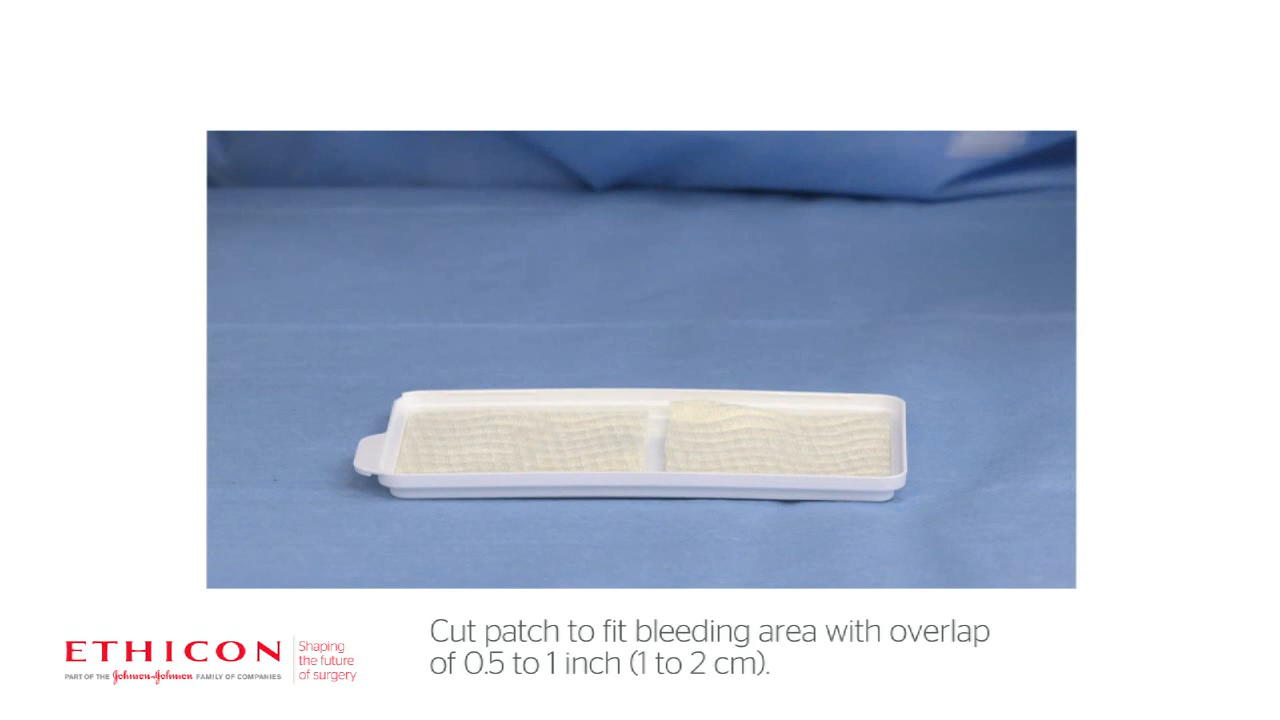 Cut patch to fit bleeding area with overlap
of 0.5 to 1 inch (1 to 2 cm).
ETHICON
PART OF THE Johnson & Johnson FAMILY OF COMPANIES
Shaping
the future
of surgery